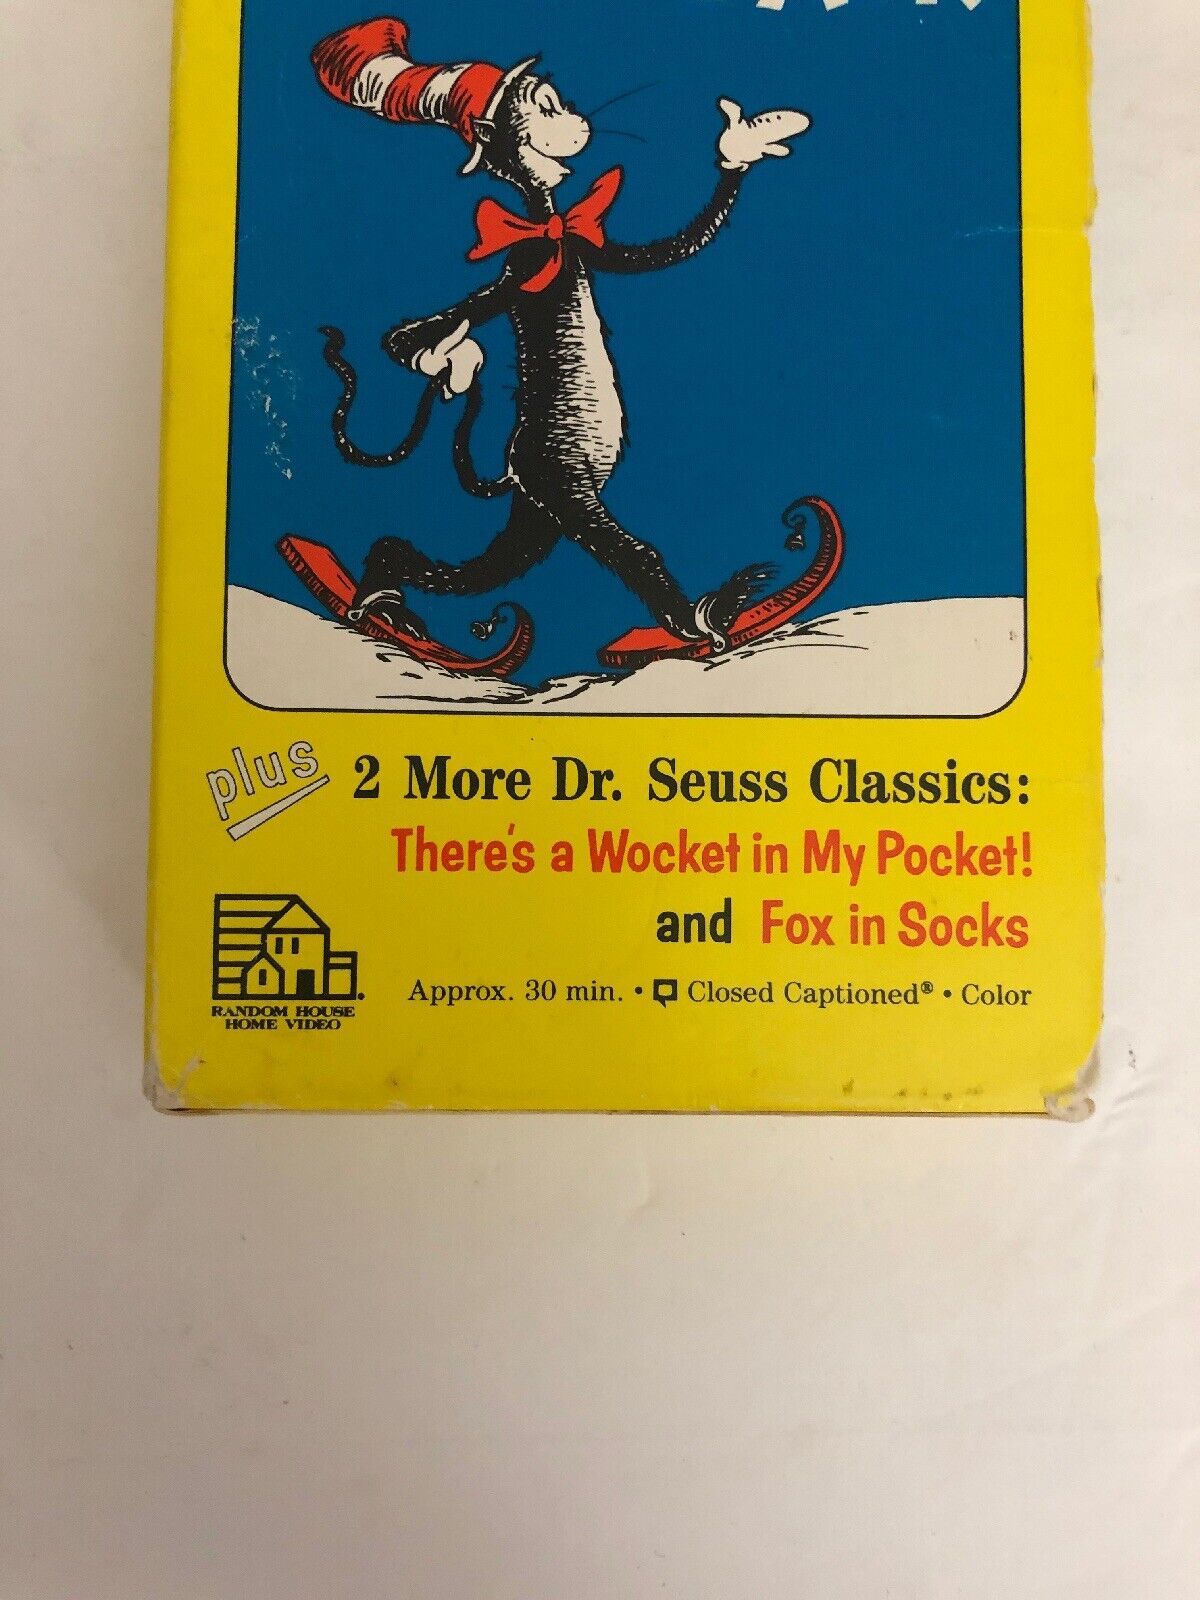 plus
2 More Dr. Seuss Classics:
There's a Wocket in My Pocket!
and Fox in Socks
Approx. 30 min. • Closed Captioned® • Color
RANDOM HOUSE
HOME VIDEO